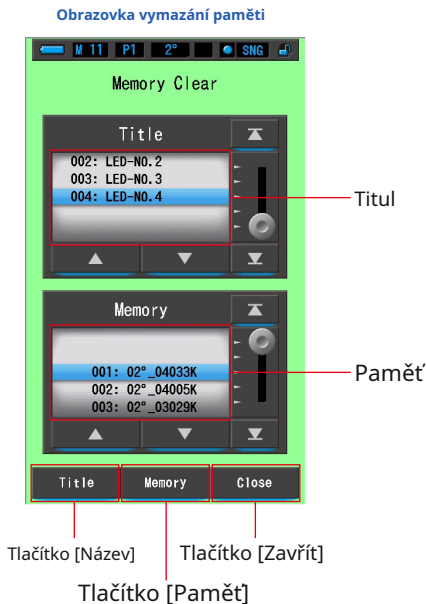 Obrazovka vymazání paměti
M 11 P1 2° SNG
Memory Clear
Title
002: LED-NO.2
003: LED-NO.3
004: LED-NO.4
Titul
Memory
001: 02°_04033K
002: 02°_04005K
003: 02°_03029K
Paměť
Title Memory Close
Tlačítko [Název] Tlačítko [Zavřít]
Tlačítko [Paměť]